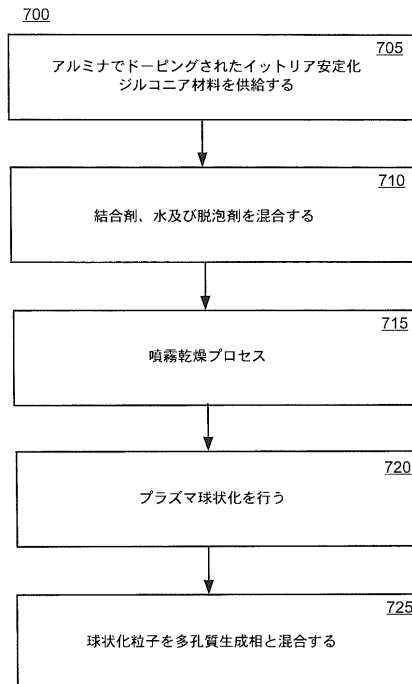 700
705
アルミナでドーピングされたイットリア安定化
ジルコニア材料を供給する
710
結合剤、水及び脱泡剤を混合する
715
噴霧乾燥プロセス
720
プラズマ球状化を行う
725
球状化粒子を多孔質生成相と混合する